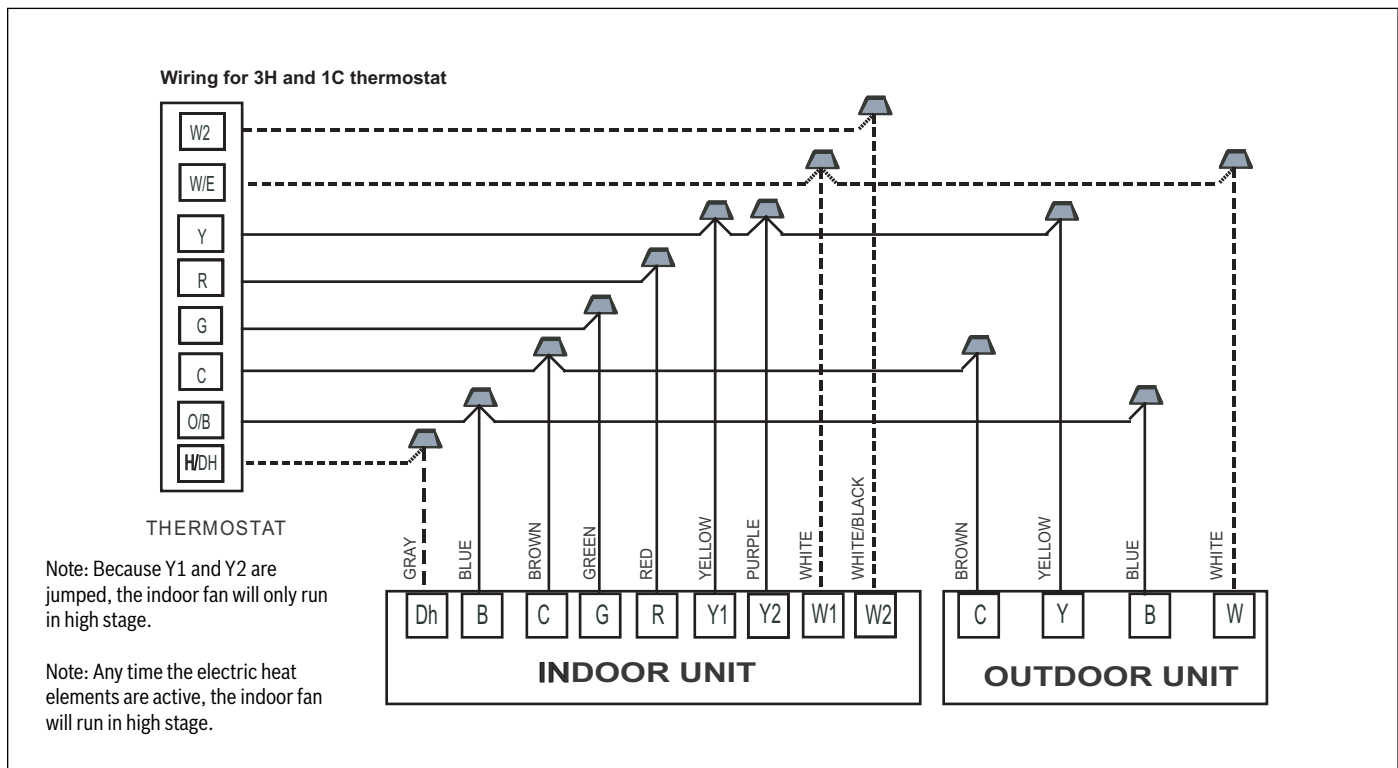 Wiring for 3H and 1C thermostat
W2
W/E
Y
R
G
C
O/B
H/DH
THERMOSTAT
Note: Because Y1 and Y2 are
jumped, the indoor fan will only run
in high stage.
Note: Any time the electric heat
elements are active, the indoor fan
will run in high stage.
GRAY
BLUE
BROWN
GREEN
RED
YELLOW
PURPLE
WHITE
WHITE/BLACK
BROWN
YELLOW
BLUE
WHITE
Dh B C G R Y1 Y2 W1 W2
INDOOR UNIT
C Y B W
OUTDOOR UNIT